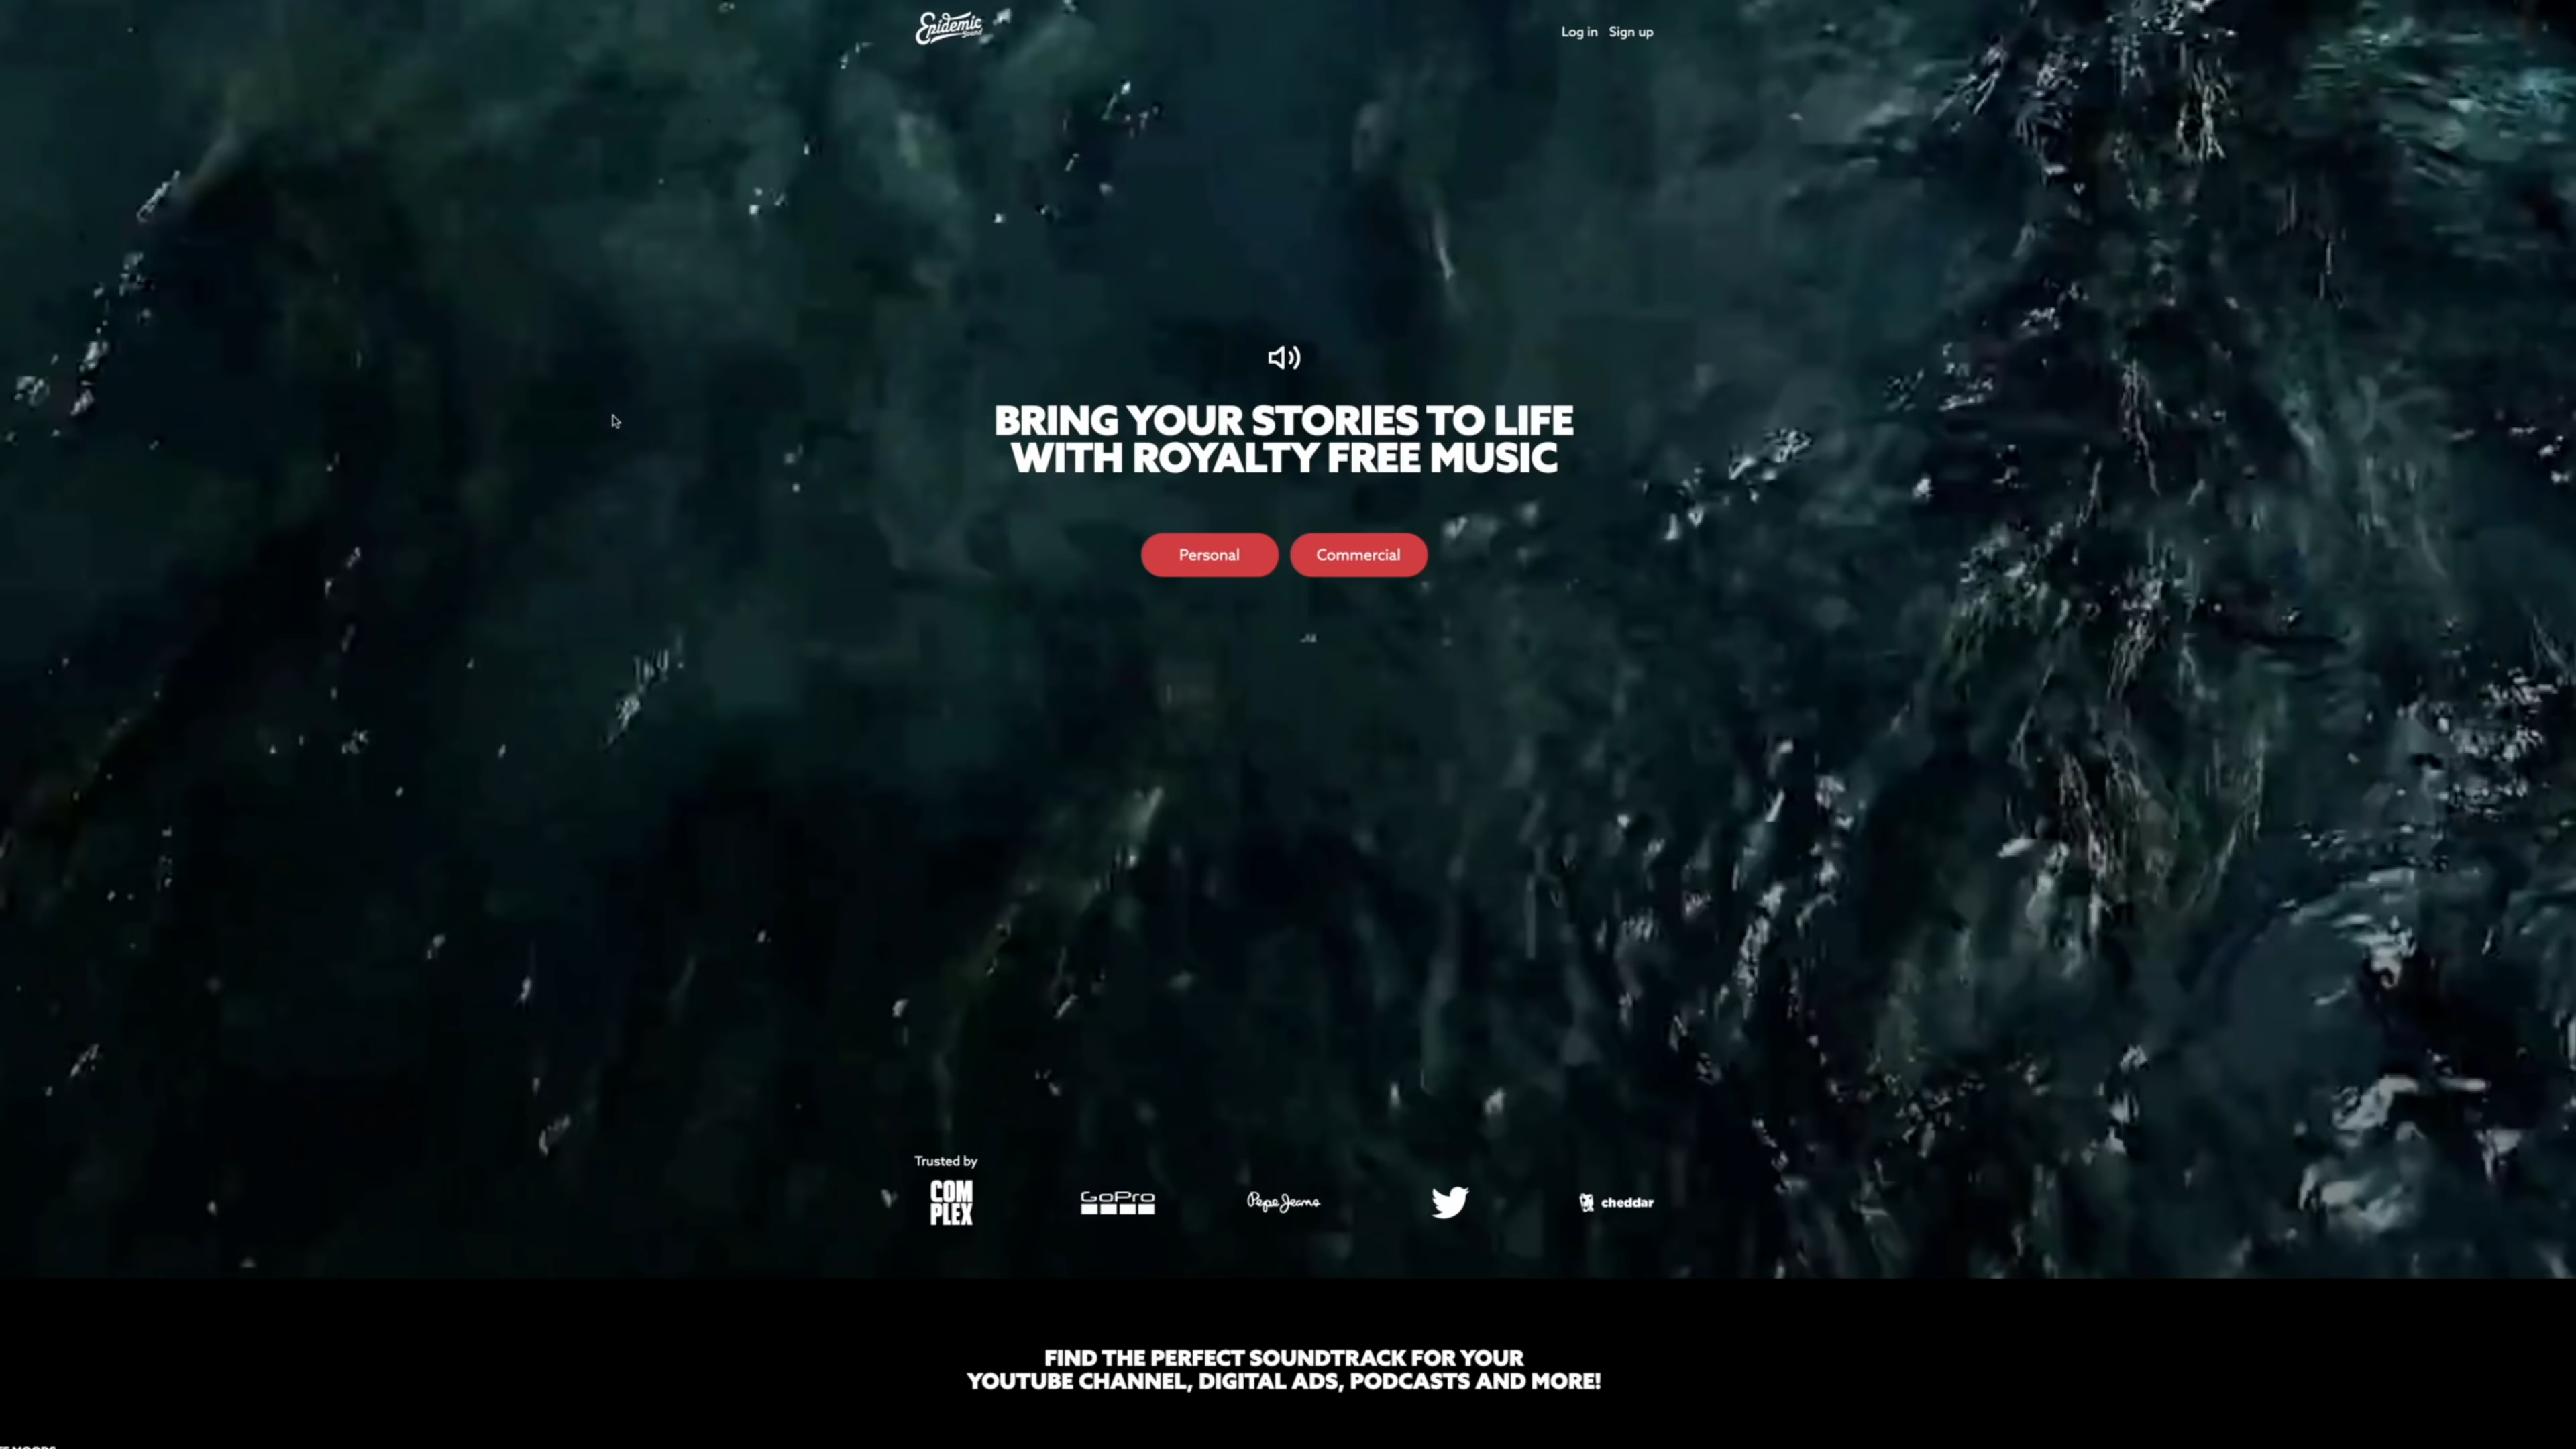 Epidemic
Sound
Log in Sign up
BRING YOUR STORIES TO LIFE
WITH ROYALTY FREE MUSIC
Personal Commercial
Trusted by
COM
PLEX
GoPro
Pepe Jeans
cheddar
FIND THE PERFECT SOUNDTRACK FOR YOUR
YOUTUBE CHANNEL, DIGITAL ADS, PODCASTS AND MORE!